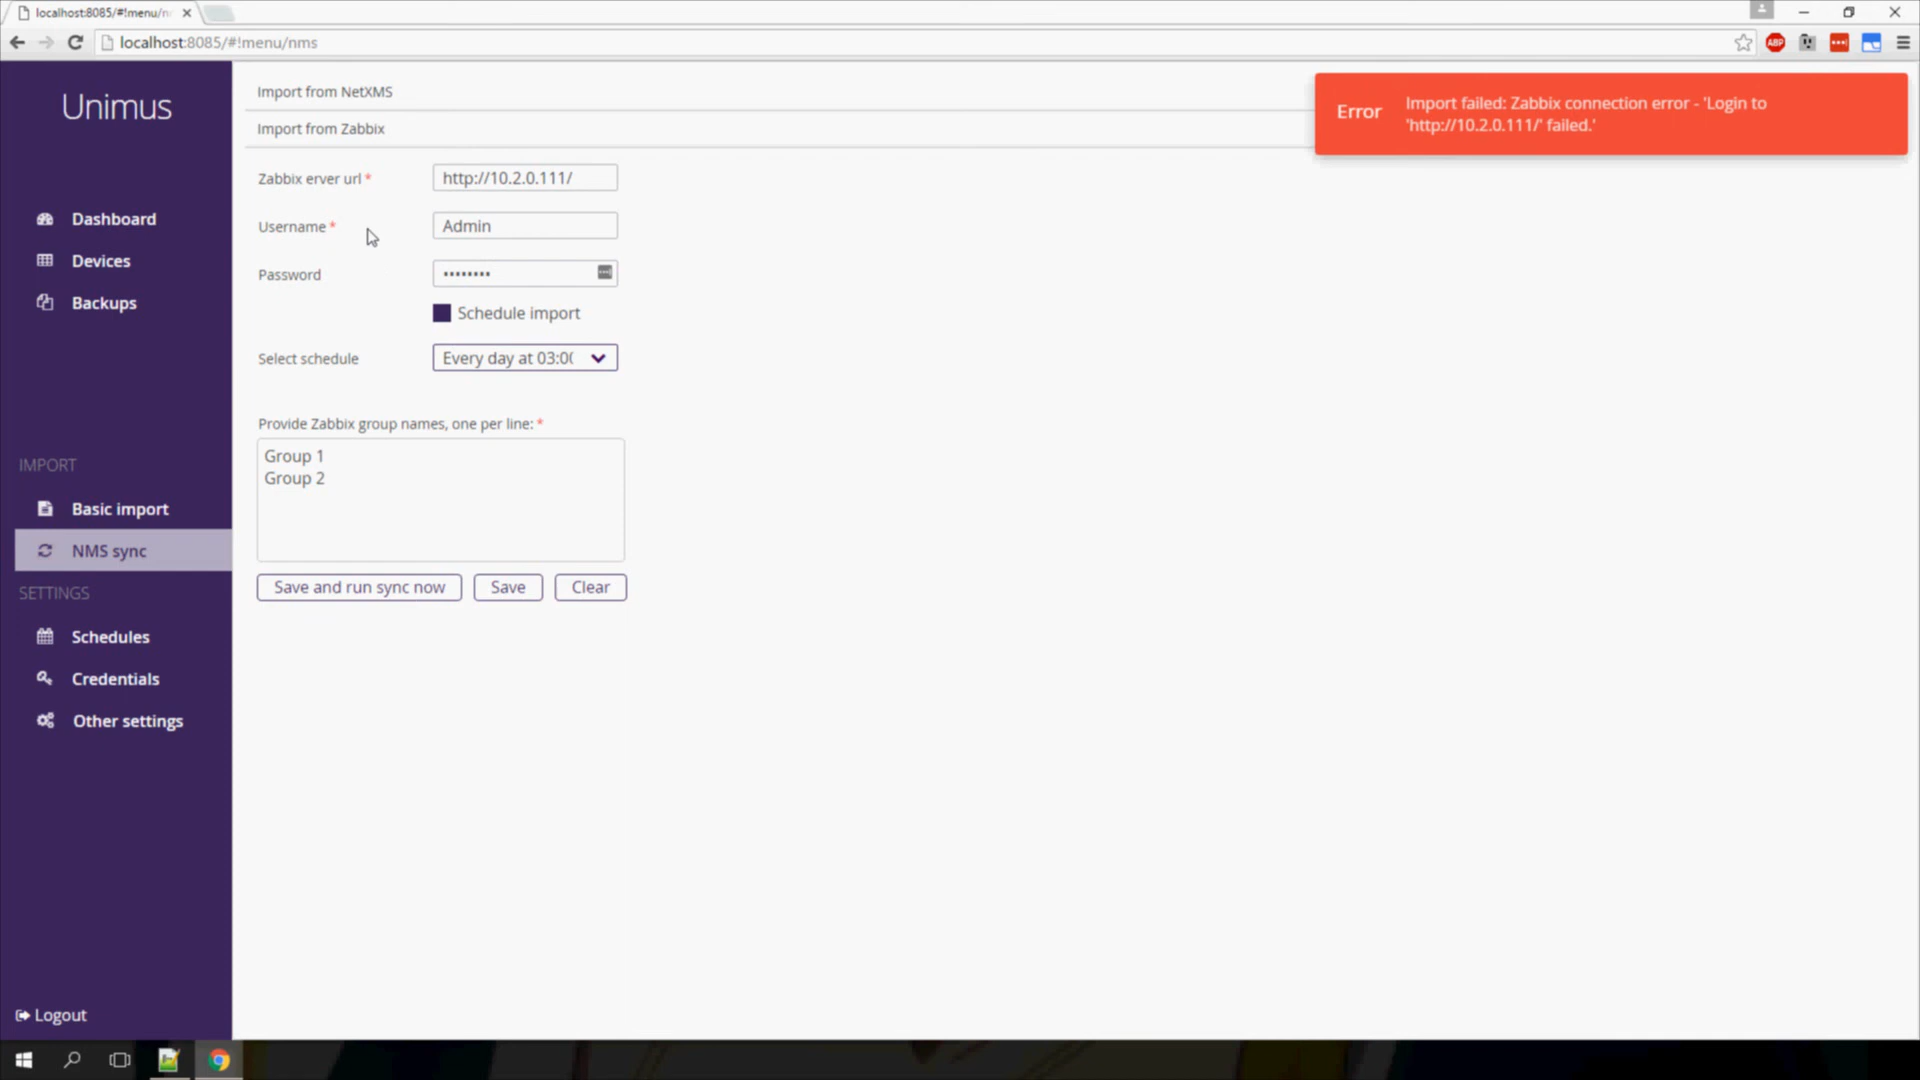 localhost:8085/#!menu/n
localhost:8085/#!menu/nms
ABP
Unimus
Dashboard
Devices
Backups
IMPORT
Basic import
NMS sync
SETTINGS
Schedules
Credentials
Other settings
Logout
Import from NetXMS
Import from Zabbix
Zabbix erver url *
http://10.2.0.111/
Username *
Admin
Password
••••••••
Schedule import
Select schedule
Every day at 03:0(
Provide Zabbix group names, one per line: *
Group 1
Group 2
Save and run sync now
Save
Clear
Error
Import failed: Zabbix connection error - 'Login to
'http://10.2.0.111/' failed.'